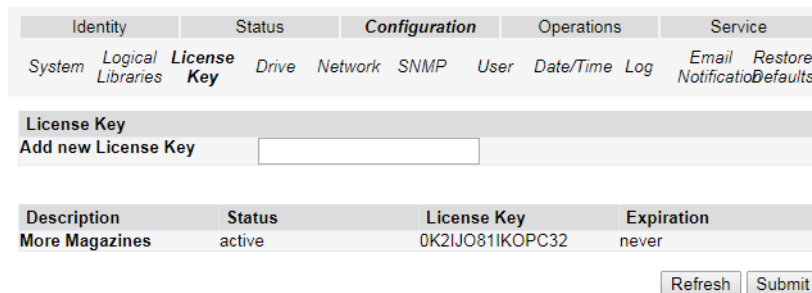 Identity Status Configuration Operations Service
System Logical Libraries License Key Drive Network SNMP User Date/Time Log Email Notification Restore Defaults
License Key
Add new License Key
Description Status License Key Expiration
More Magazines active 0K2IJO81IKOPC32 never
Refresh Submit